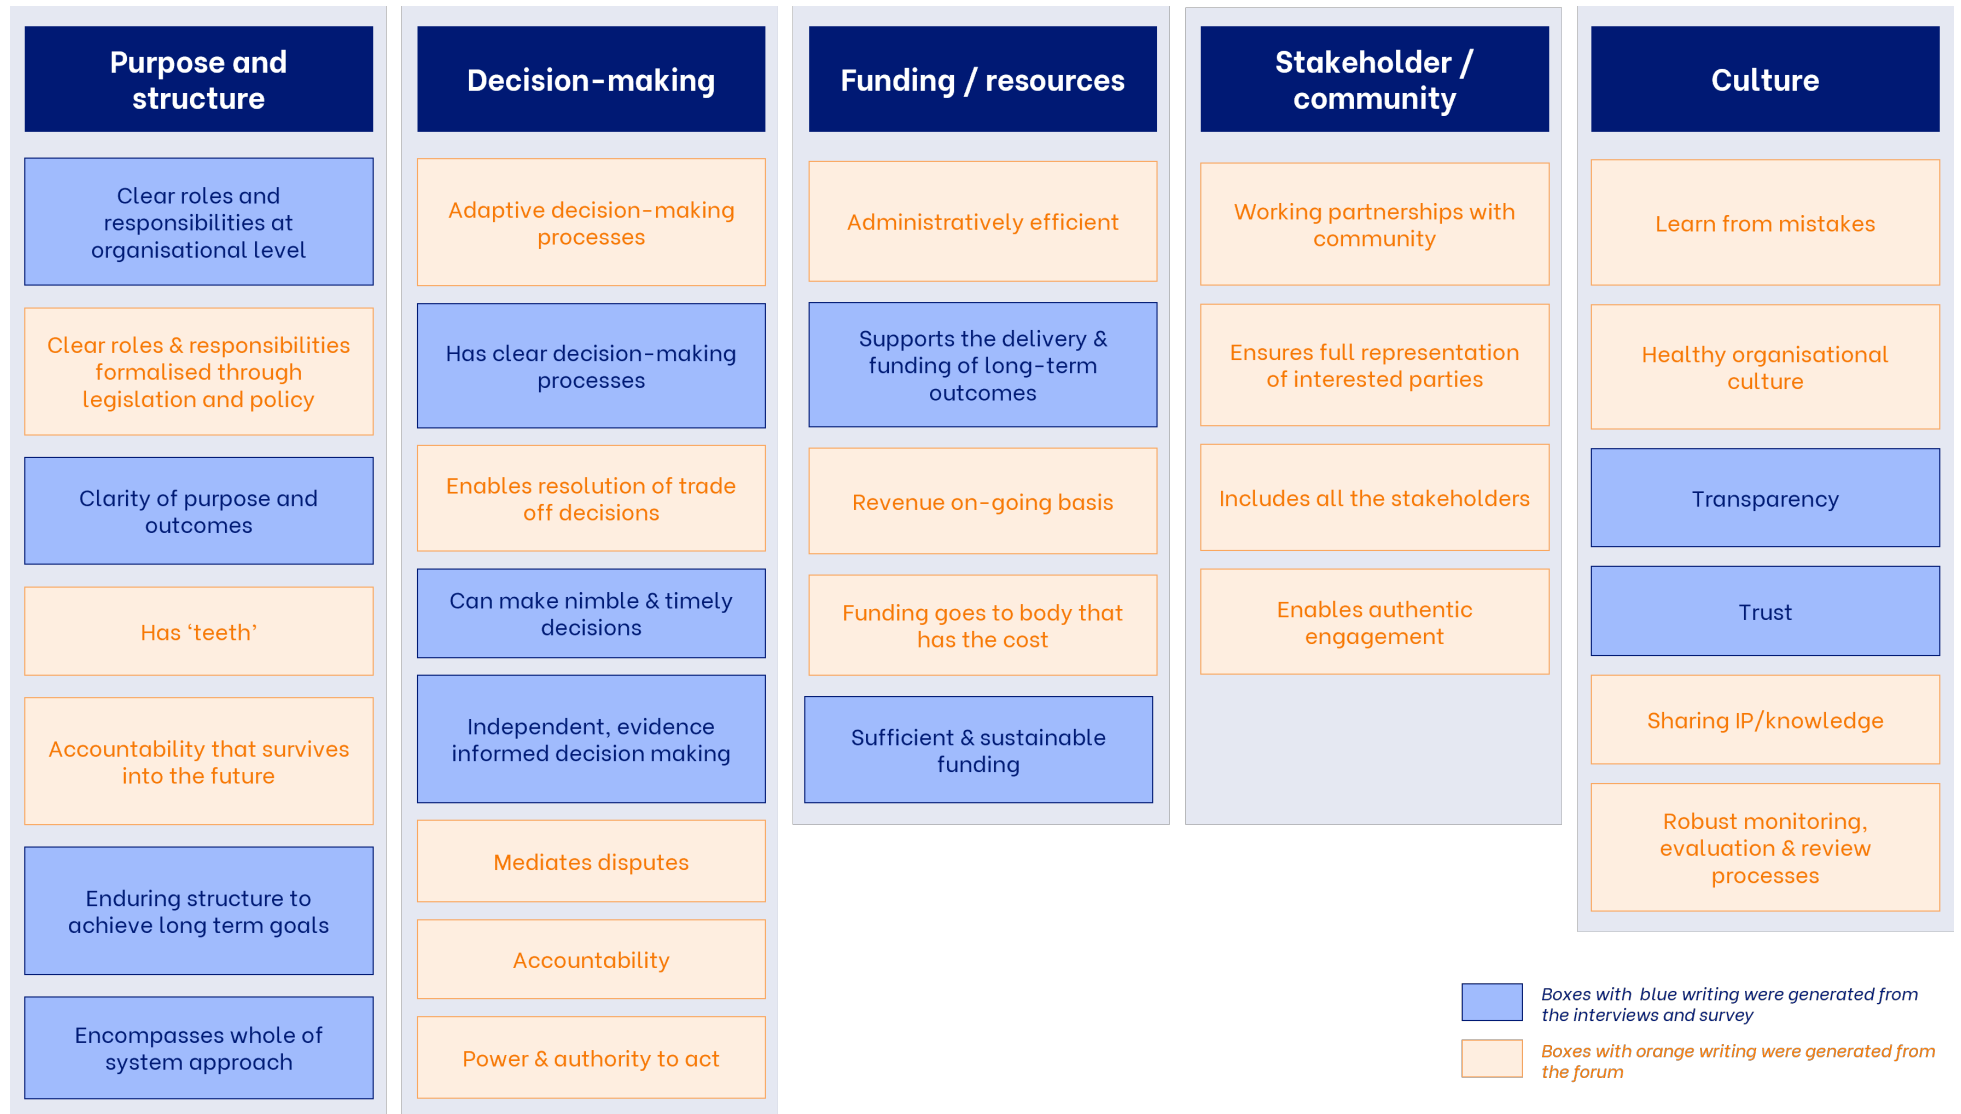 Purpose and
structure
Clear roles and
responsibilities at
organisational level
Clear roles & responsibilities
formalised through
legislation and policy
Clarity of purpose and
outcomes
Has ‘teeth’
Accountability that survives
into the future
Enduring structure to
achieve long term goals
Encompasses whole of
system approach
Decision-making
Adaptive decision-making
processes
Has clear decision-making
processes
Enables resolution of trade
off decisions
Can make nimble & timely
decisions
Independent, evidence
informed decision making
Mediates disputes
Accountability
Power & authority to act
Funding / resources
Administratively efficient
Supports the delivery &
funding of long-term
outcomes
Revenue on-going basis
Funding goes to body that
has the cost
Sufficient & sustainable
funding
Stakeholder /
community
Working partnerships with
community
Ensures full representation
of interested parties
Includes all the stakeholders
Enables authentic
engagement
Culture
Learn from mistakes
Healthy organisational
culture
Transparency
Trust
Sharing IP/knowledge
Robust monitoring,
evaluation & review
processes
Boxes with  blue writing were generated from
the interviews and survey
Boxes with orange writing were generated from
the forum